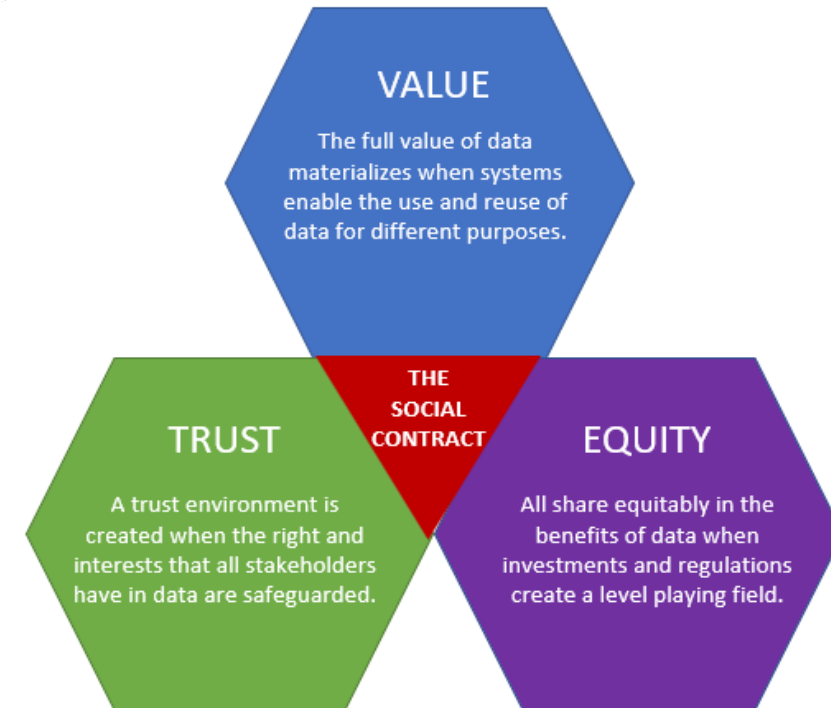 VALUE
The full value of data
materializes when systems
enable the use and reuse of
data for different purposes.
THE
SOCIAL
CONTRACT
TRUST
A trust environment is
created when the right and
interests that all stakeholders
have in data are safeguarded.
EQUITY
All share equitably in the
benefits of data when
investments and regulations
create a level playing field.